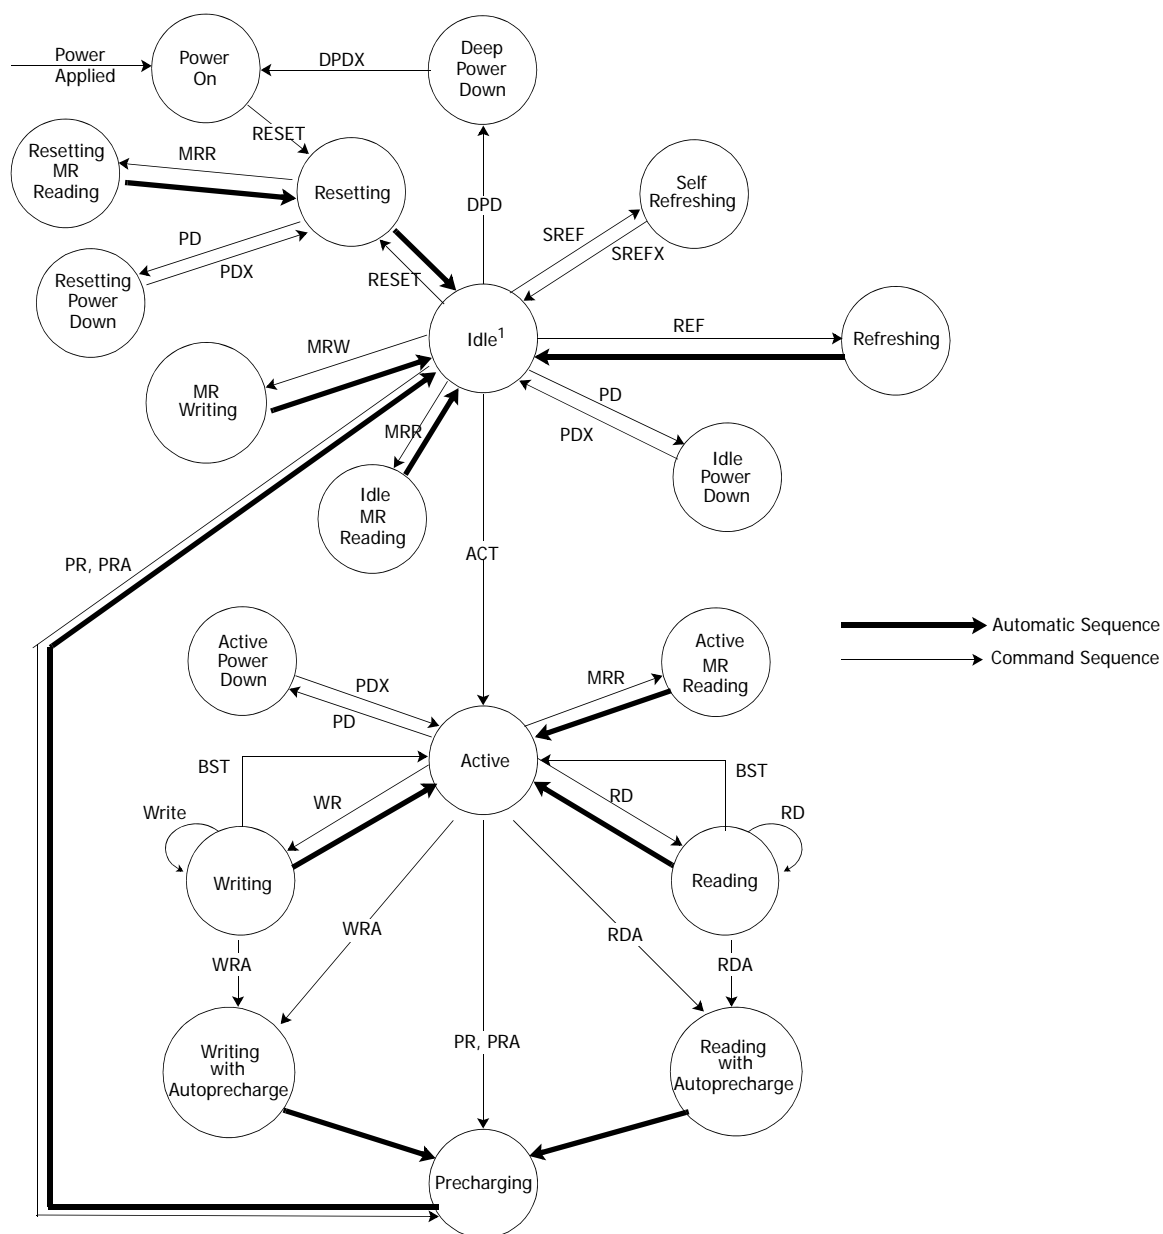 Power
Applied
Power
On
DPDX
Deep
Power
Down
RESET
Resetting
MR
Reading
MRR
Resetting
Self
Refreshing
DPD
SREF
SREFX
PD
PDX
Resetting
Power
Down
RESET
Idle1
REF
Refreshing
MRW
MR
Writing
MRR
PD
PDX
Idle
Power
Down
Idle
MR
Reading
ACT
PR, PRA
Automatic Sequence
Command Sequence
Active
Power
Down
PDX
PD
MRR
Active
MR
Reading
Active
BST
BST
WR
RD
Write
RD
Writing
Reading
WRA
WRA
RDA
RDA
Writing
with
Autoprecharge
PR, PRA
Reading
with
Autoprecharge
Precharging